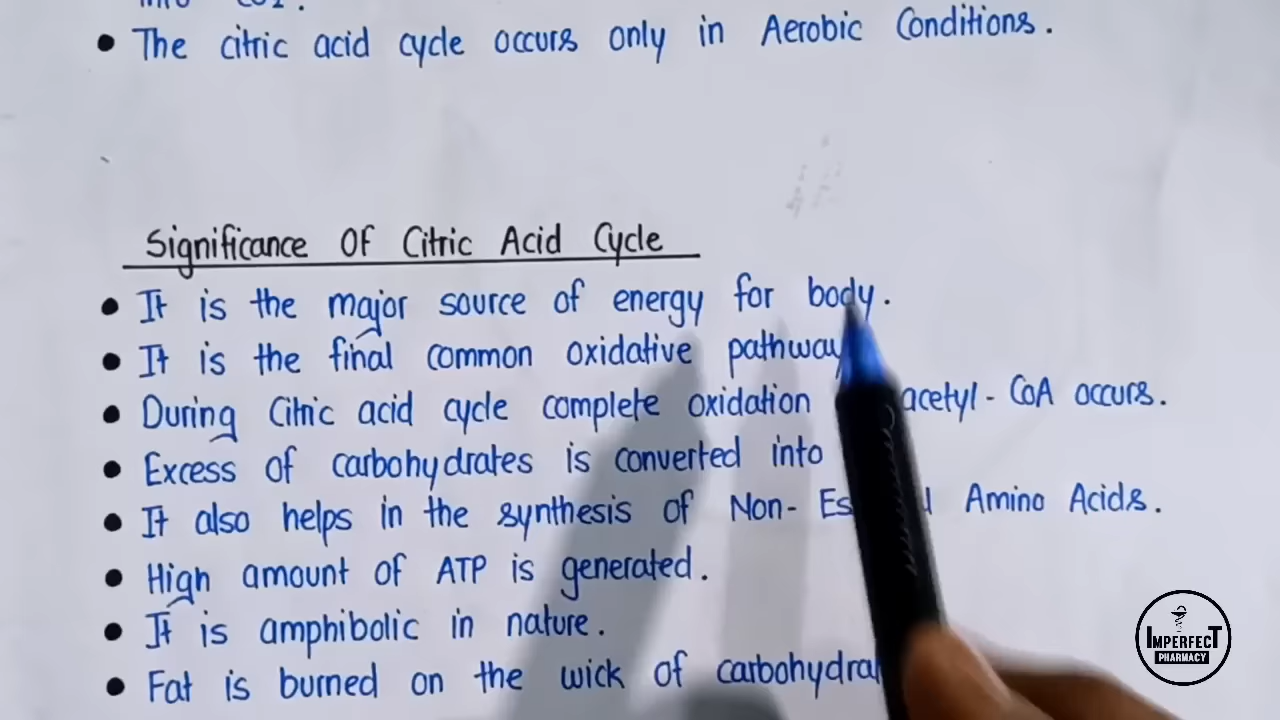 • The citric acid cycle occurs only in Aerobic Conditions.
Significance Of Citric Acid Cycle
• It is the major source of energy for body.
• It is the final common oxidative pathway
• During Citric acid cycle complete oxidation acetyl-CoA occurs.
• Excess of carbohydrates is converted into
• It also helps in the synthesis of Non- Amino Acids.
• High amount of ATP is generated.
• It is amphibolic in nature.
• Fat is burned on the wick of
IMPERFECT
PHARMACY